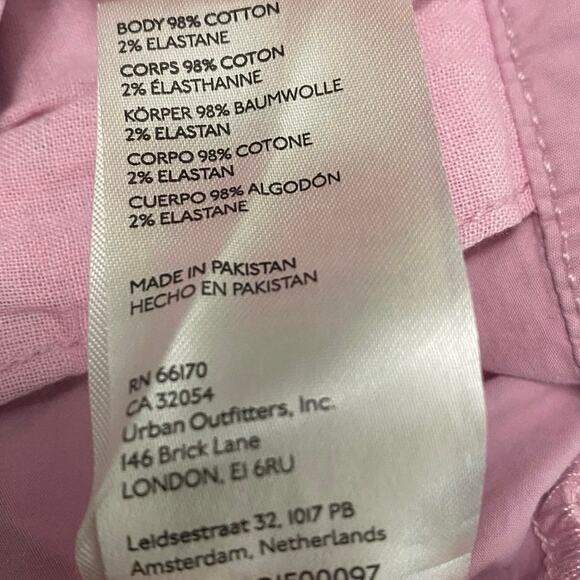 BODY 98% COTTON
2% ELASTANE
CORPS 98% COTON
2% ÉLASTHANNE
KÖRPER 98% BAUMWOLLE
2% ELASTAN
CORPO 98% COTONE
2% ELASTAN
CUERPO 98% ALGODÓN
2% ELASTANE
MADE IN PAKISTAN
HECHO EN PAKISTAN
RN 66170
CA 32054
Urban Outfitters, Inc.
146 Brick Lane
LONDON, E1 6RU
Leidsestraat 32, 1017 PB
Amsterdam, Netherlands